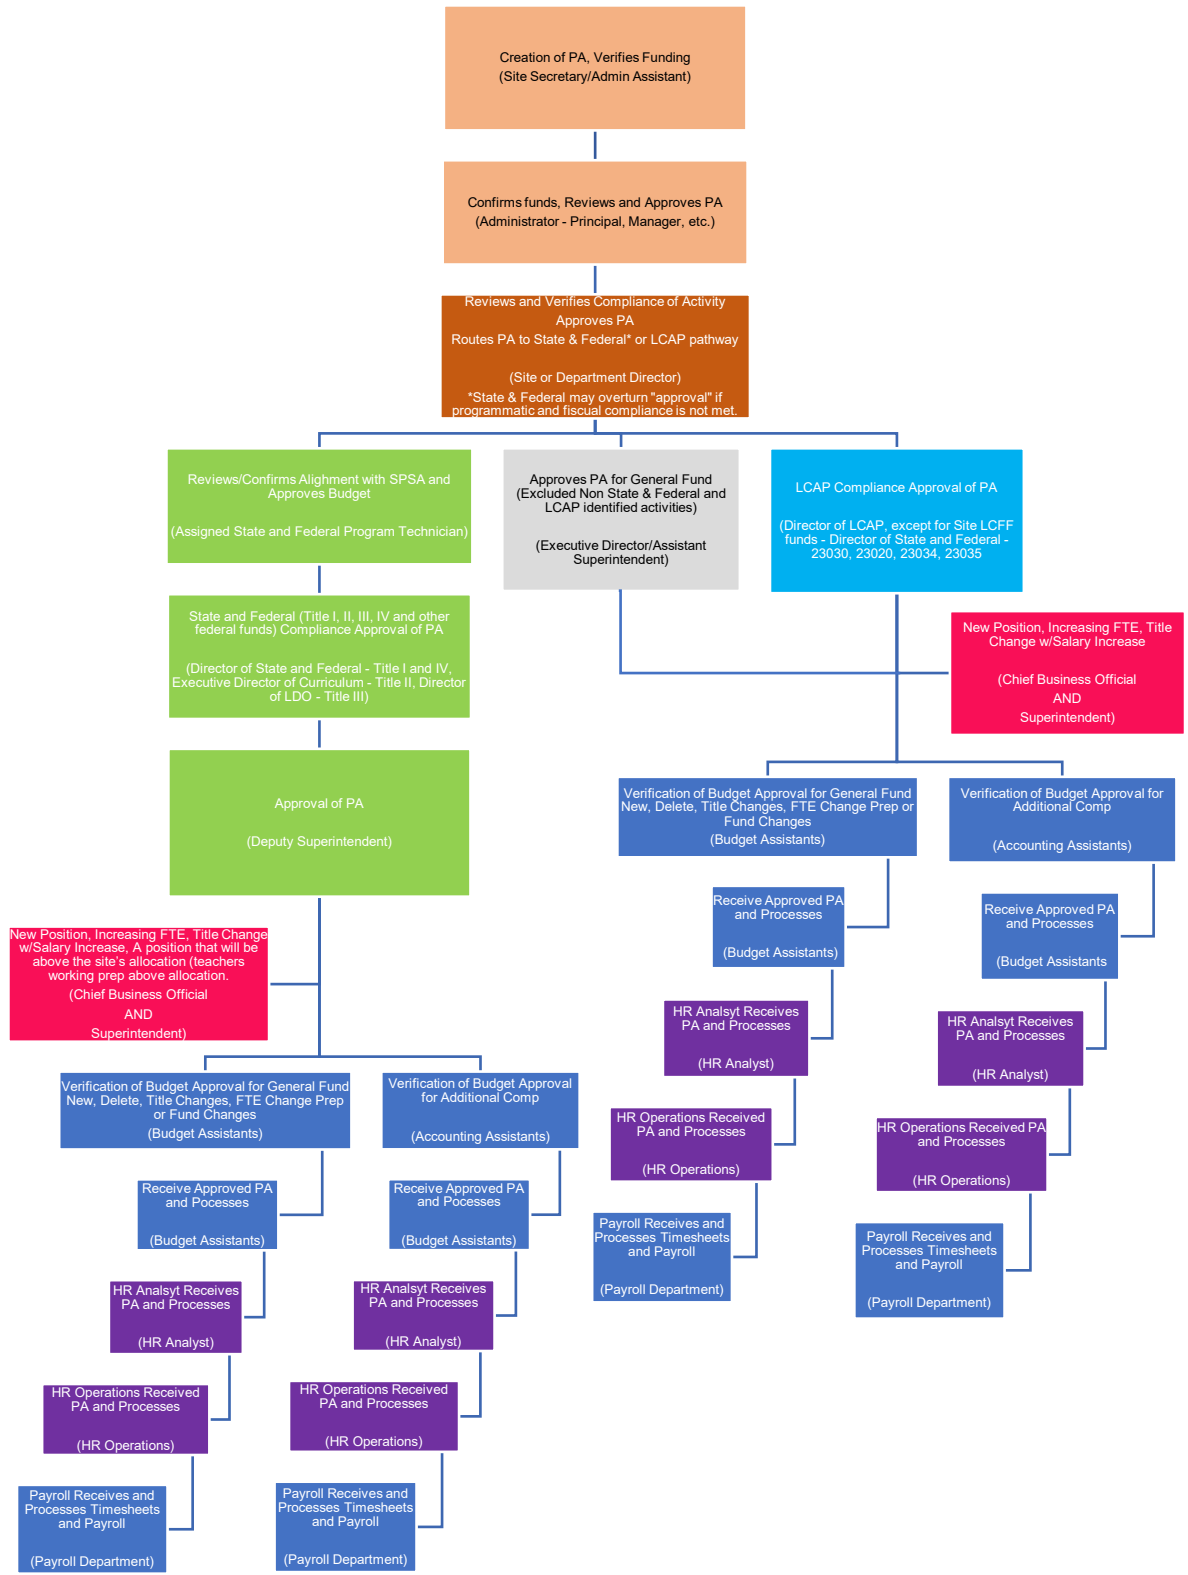 Creation of PA, Verifies Funding
(Site Secretary/Admin Assistant)
Confirms funds, Reviews and Approves PA
(Administrator - Principal, Manager, etc.)
Reviews and Verifies Compliance of Activity
Approves PA
Routes PA to State & Federal* or LCAP pathway
(Site or Department Director)
*State & Federal may overturn "approval" if
programmatic and fiscual compliance is not met.
Reviews/Confirms Alighment with SPSA and
Approves Budget
(Assigned State and Federal Program Technician)
Approves PA for General Fund
(Excluded Non State & Federal and
LCAP identified activities)
(Executive Director/Assistant
Superintendent)
LCAP Compliance Approval of PA
(Director of LCAP, except for Site LCFF
funds - Director of State and Federal -
23030, 23020, 23034, 23035
State and Federal (Title I, II, III, IV and other
federal funds) Compliance Approval of PA
(Director of State and Federal - Title I and IV,
Executive Director of Curriculum - Title II, Director
of LDO - Title III)
New Position, Increasing FTE, Title
Change w/Salary Increase
(Chief Business Official
AND
Superintendent)
Approval of PA
(Deputy Superintendent)
New Position, Increasing FTE, Title Change
w/Salary Increase, A position that will be
above the site's allocation (teachers
working prep above allocation.
(Chief Business Official
AND
Superintendent)
Verification of Budget Approval for General Fund
New, Delete, Title Changes, FTE Change Prep
or Fund Changes
(Budget Assistants)
Receive Approved PA
and Pocesses
(Budget Assistants)
HR Analsyt Receives
PA and Processes
(HR Analyst)
HR Operations Received
PA and Processes
(HR Operations)
Payroll Receives and
Processes Timesheets
and Payroll
(Payroll Department)
Verification of Budget Approval
for Additional Comp
(Accounting Assistants)
Receive Approved PA
and Pocesses
(Budget Assistants)
HR Analsyt Receives
PA and Processes
(HR Analyst)
HR Operations Received
PA and Processes
(HR Operations)
Payroll Receives and
Processes Timesheets
and Payroll
(Payroll Department)
Verification of Budget Approval for General Fund
New, Delete, Title Changes, FTE Change Prep or
Fund Changes
(Budget Assistants)
Receive Approved PA
and Processes
(Budget Assistants)
HR Analsyt Receives
PA and Processes
(HR Analyst)
HR Operations Received
PA and Processes
(HR Operations)
Payroll Receives and
Processes Timesheets
and Payroll
(Payroll Department)
Verification of Budget Approval for
Additional Comp
(Accounting Assistants)
Receive Approved PA
and Processes
(Budget Assistants
HR Analsyt Receives
PA and Processes
(HR Analyst)
HR Operations Received PA
and Processes
(HR Operations)
Payroll Receives and
Processes Timesheets
and Payroll
(Payroll Department)